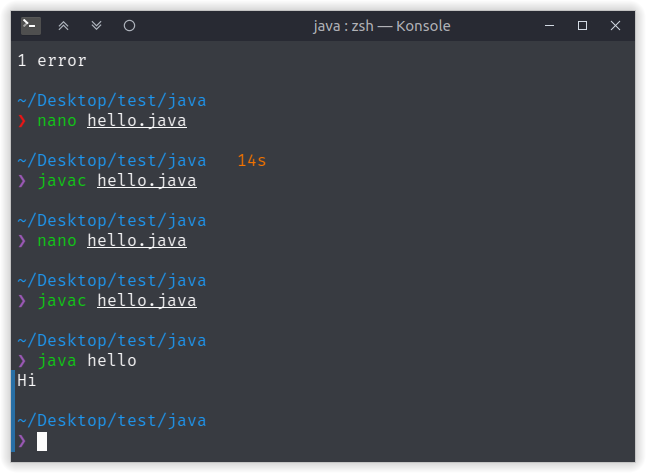 java : zsh — Konsole
1 error
~/Desktop/test/java
❯ nano hello.java
~/Desktop/test/java 14s
❯ javac hello.java
~/Desktop/test/java
❯ nano hello.java
~/Desktop/test/java
❯ javac hello.java
~/Desktop/test/java
❯ java hello
Hi
~/Desktop/test/java
❯